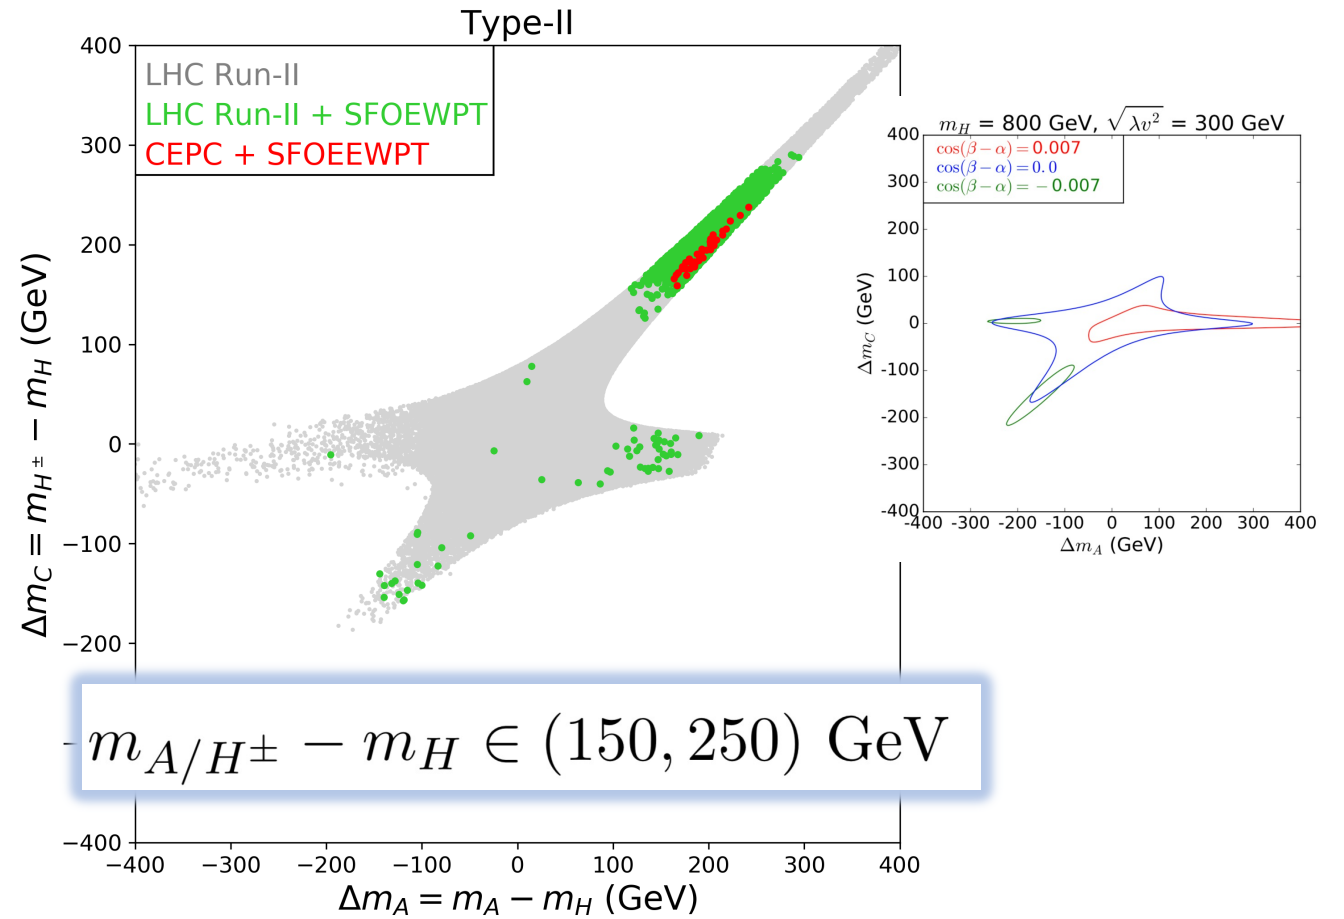 Type-II
LHC Run-II
LHC Run-II + SFOEWPT
CEPC + SFOEEWPT
400
300
200
100
0
−100
−200
−400
Δm_C = m_{H^±} − m_H (GeV)
−400 −300 −200 −100 0 100 200 300 400
Δm_A = m_A − m_H (GeV)
m_{A/H^±} − m_H ∈ (150, 250) GeV
m_H = 800 GeV, √(λv²) = 300 GeV
cos(β − α) = 0.007
cos(β − α) = 0.0
cos(β − α) = − 0.007
400
300
200
100
0
-100
-200
-300
-400
Δm_C (GeV)
-400 -300 -200 -100 0 100 200 300 400
Δm_A (GeV)